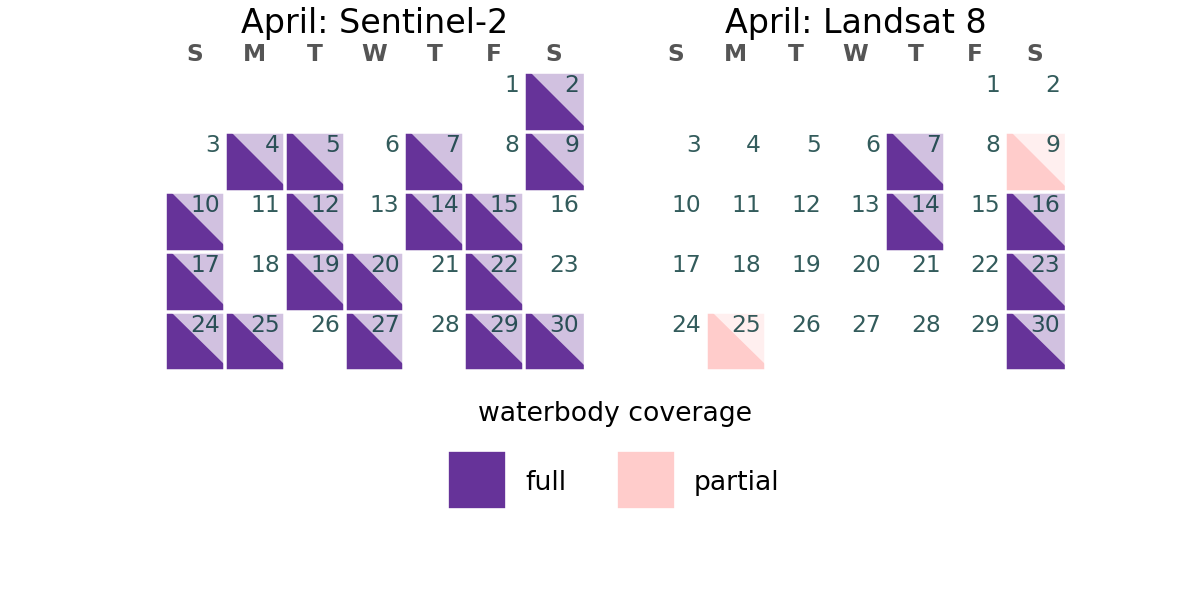 April: Sentinel-2
S M T W T F S
1 2
3 4 5 6 7 8 9
10 11 12 13 14 15 16
17 18 19 20 21 22 23
24 25 26 27 28 29 30
April: Landsat 8
S M T W T F S
1 2
3 4 5 6 7 8 9
10 11 12 13 14 15 16
17 18 19 20 21 22 23
24 25 26 27 28 29 30
waterbody coverage
full partial